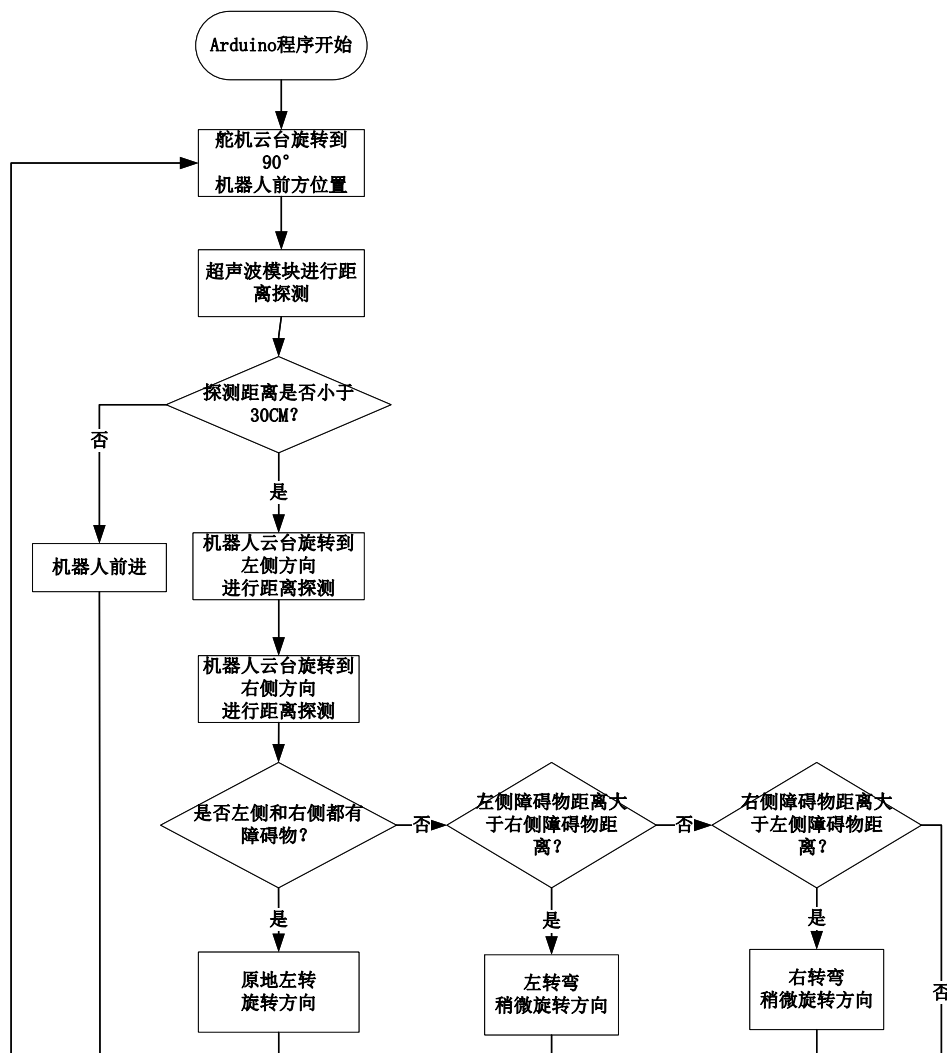 Arduino程序开始
舵机云台旋转到
90°
机器人前方位置
超声波模块进行距
离探测
探测距离是否小于
30CM?
否
是
机器人前进
机器人云台旋转到
左侧方向
进行距离探测
机器人云台旋转到
右侧方向
进行距离探测
是否左侧和右侧都有
障碍物?
否
左侧障碍物距离大
于右侧障碍物距
离?
否
右侧障碍物距离大
于左侧障碍物距
离?
是
是
是
否
原地左转
旋转方向
左转弯
稍微旋转方向
右转弯
稍微旋转方向